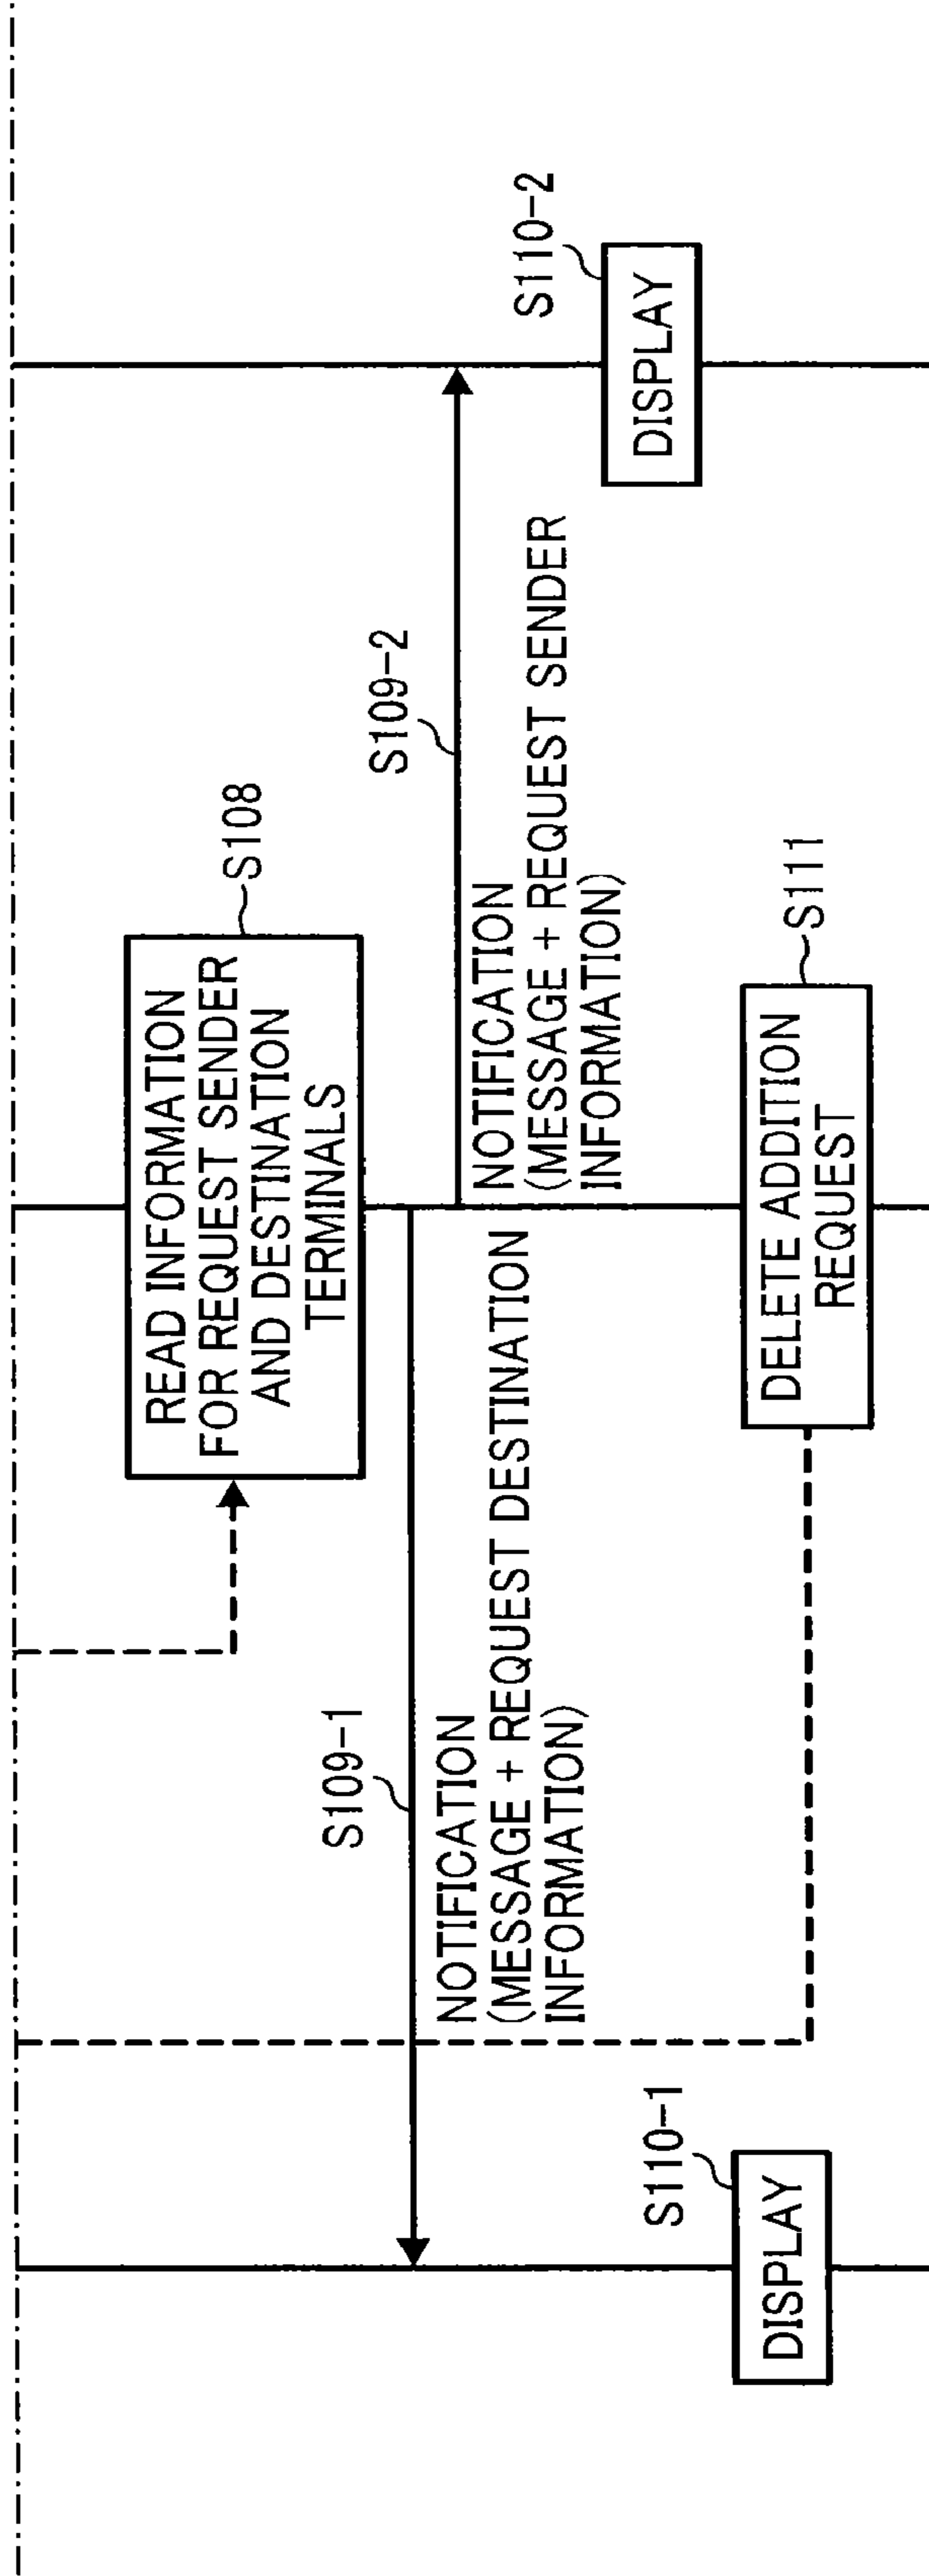 READ INFORMATION
FOR REQUEST SENDER
AND DESTINATION
TERMINALS
S108
S109-1
S109-2
NOTIFICATION
(MESSAGE + REQUEST DESTINATION
INFORMATION)
NOTIFICATION
(MESSAGE + REQUEST SENDER
INFORMATION)
S110-1
DISPLAY
S110-2
DISPLAY
DELETE ADDITION
REQUEST
S111